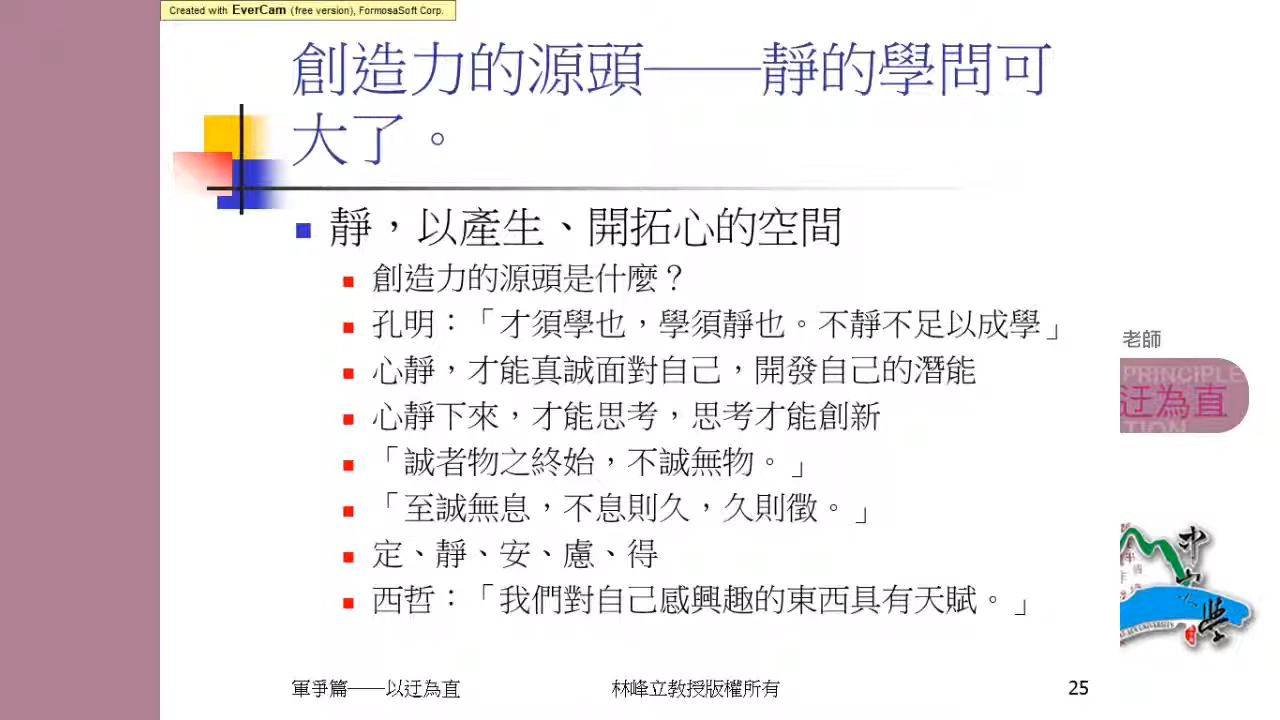 Created with EverCam (free version), FormosaSoft Corp.
創造力的源頭——靜的學問可
大了。
靜，以產生、開拓心的空間
創造力的源頭是什麼？
孔明：「才須學也，學須靜也。不靜不足以成學」
心靜，才能真誠面對自己，開發自己的潛能
心靜下來，才能思考，思考才能創新
「誠者物之終始，不誠無物。」
「至誠無息，不息則久，久則徵。」
定、靜、安、慮、得
西哲：「我們對自己感興趣的東西具有天賦。」
老師
PRINCIPLE
迂為直
TION
中山大學
軍爭篇——以迂為直
林峰立教授版權所有
25